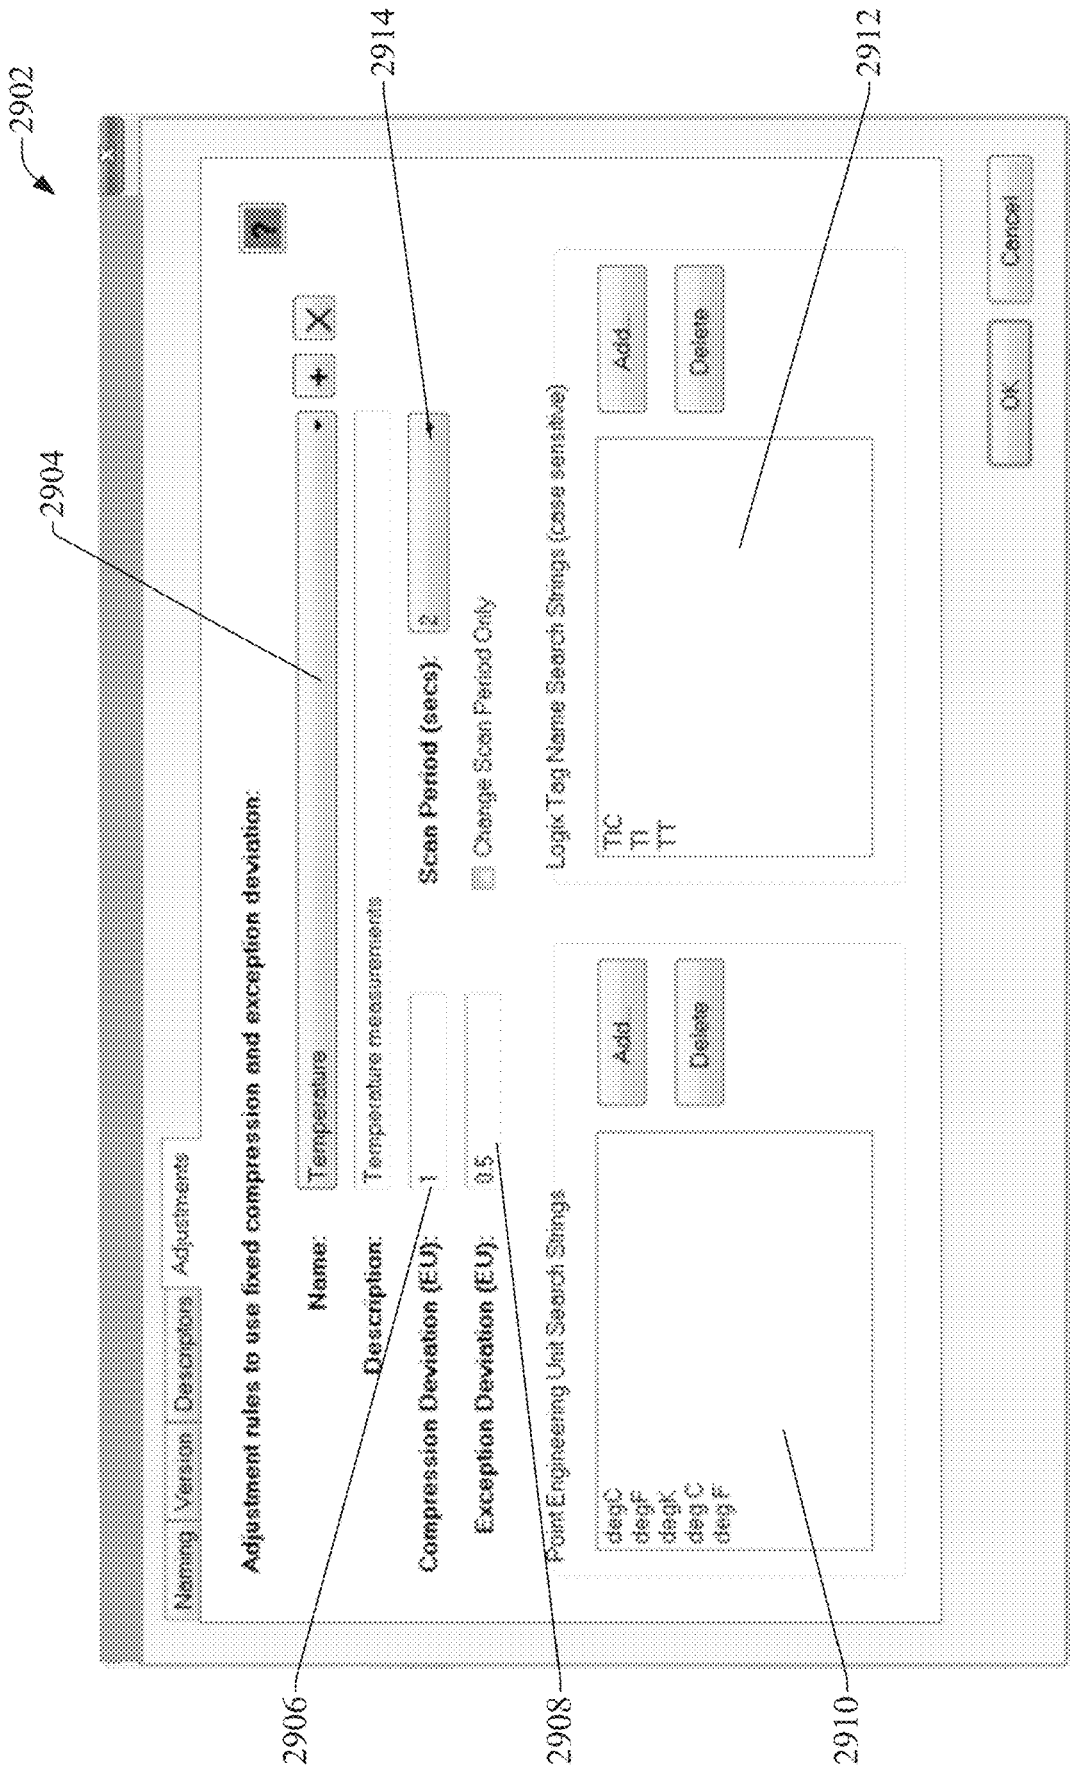 2902
2904
2914
Naming Version Descriptors Adjustments
Adjustment rules to use fixed compression and exception deviation:
?
Name: Temperature + X
Description: Temperature measurements
Compression Deviation (EU): 1 Scan Period (secs): 2
Exception Deviation (EU): 0.5 Change Scan Period Only
Point Engineering Unit Search Strings Logix Tag Name Search Strings (case sensitive)
degC TIC Add...
degF TI
degK TT
deg C
deg F
Add...
Delete Delete
OK Cancel
2906
2908
2910
2912